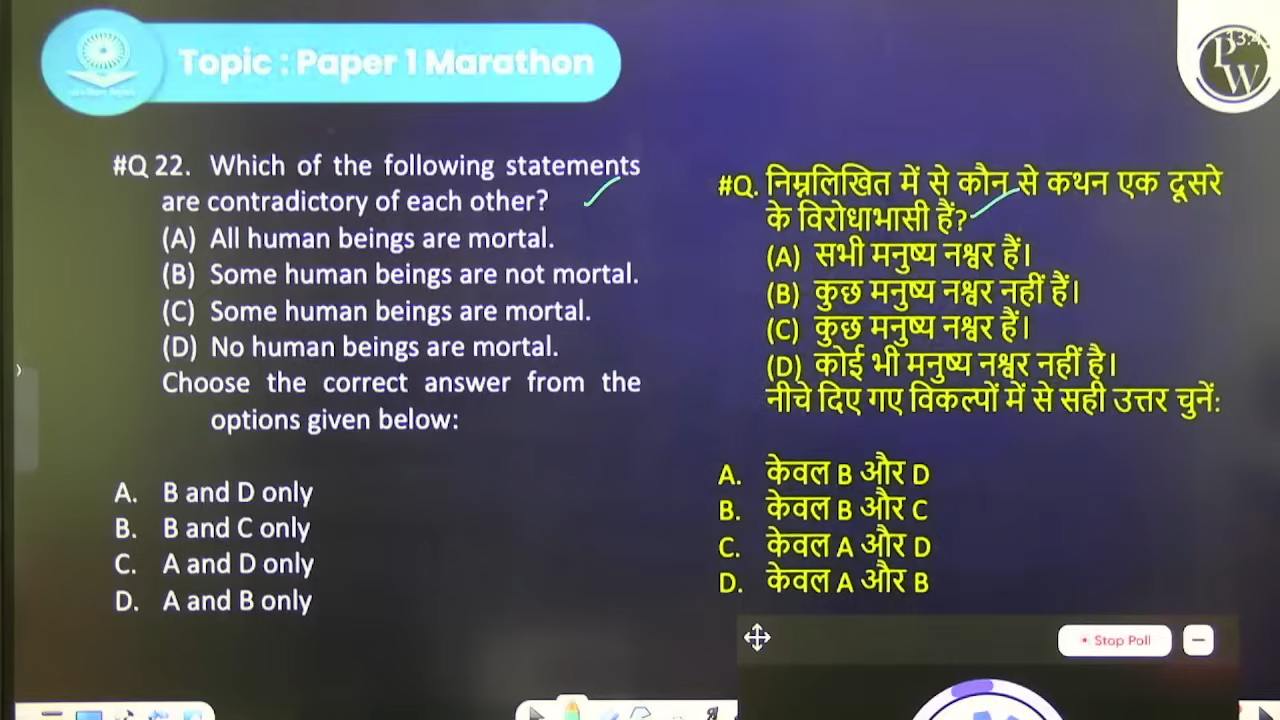 Topic : Paper 1 Marathon
#Q 22. Which of the following statements
are contradictory of each other?
(A) All human beings are mortal.
(B) Some human beings are not mortal.
(C) Some human beings are mortal.
(D) No human beings are mortal.
Choose the correct answer from the
options given below:
A. B and D only
B. B and C only
C. A and D only
D. A and B only
#Q. निम्नलिखित में से कौन से कथन एक दूसरे
के विरोधाभासी हैं?
(A) सभी मनुष्य नश्वर हैं।
(B) कुछ मनुष्य नश्वर नहीं हैं।
(C) कुछ मनुष्य नश्वर हैं।
(D) कोई भी मनुष्य नश्वर नहीं है।
नीचे दिए गए विकल्पों में से सही उत्तर चुनें:
A. केवल B और D
B. केवल B और C
C. केवल A और D
D. केवल A और B
PW
Stop Poll